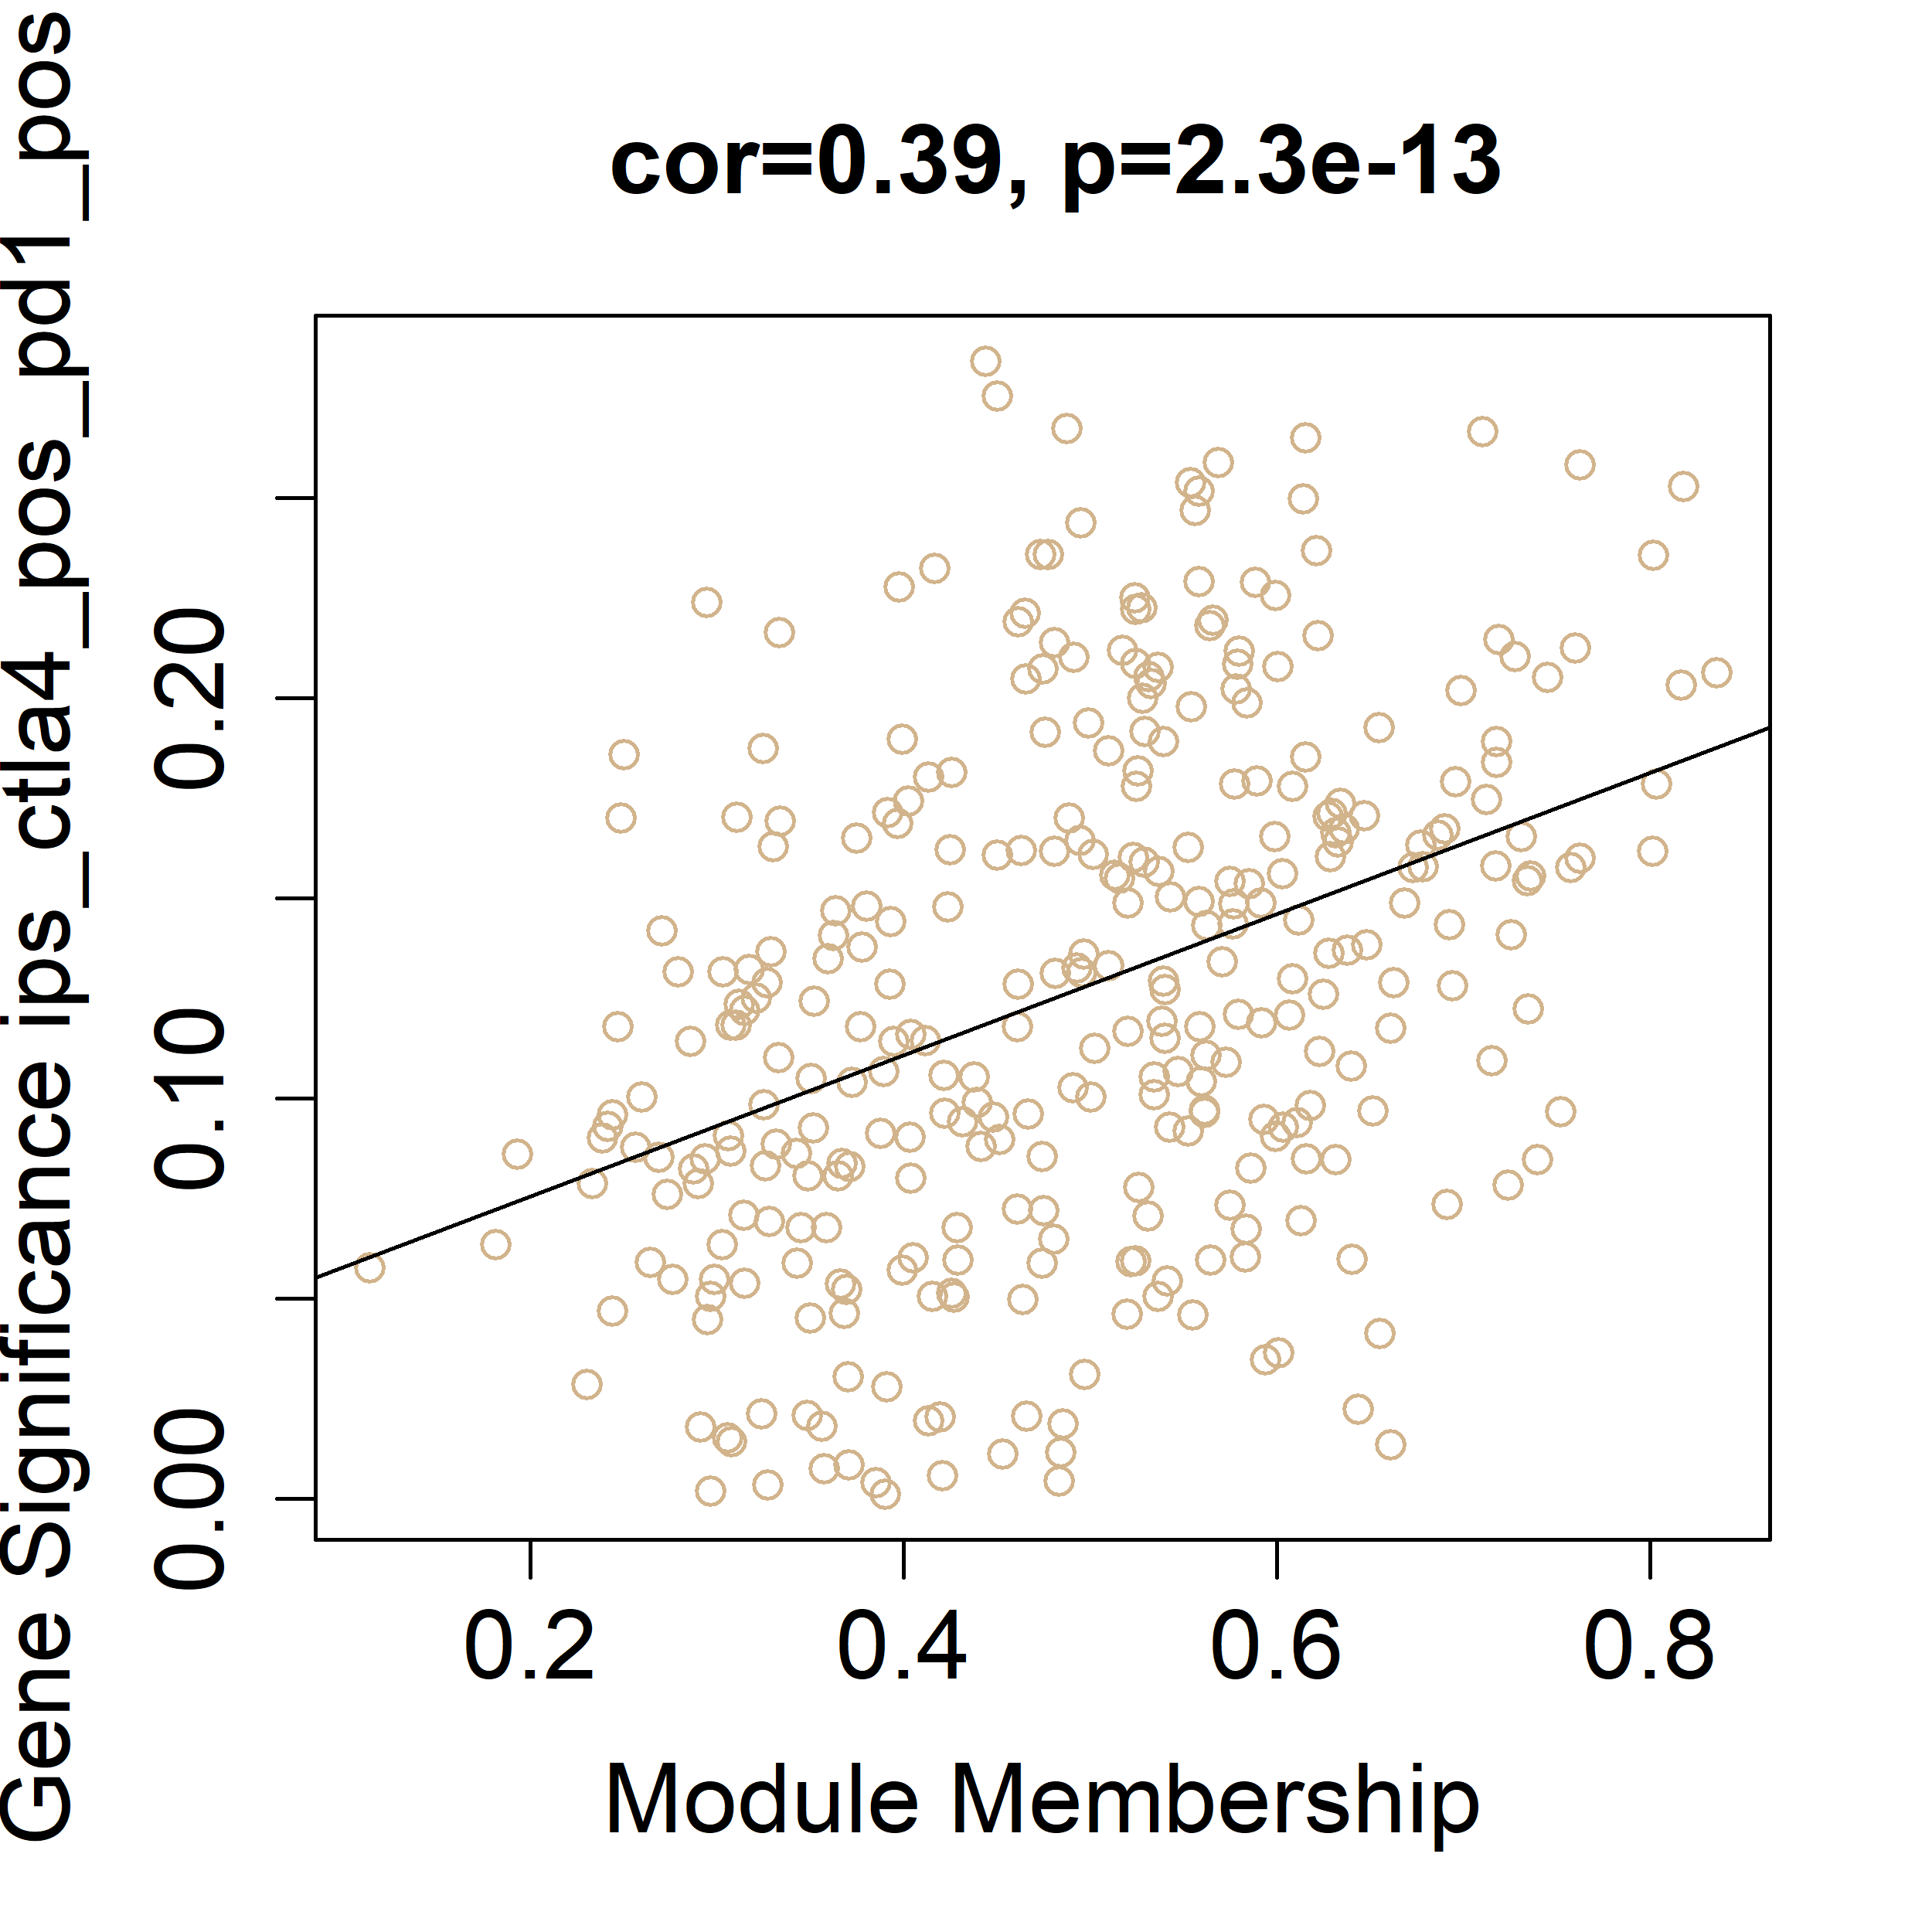 cor=0.39, p=2.3e-13
Gene Significance ips_ctla4_pos_pd1_pos
0.20
0.10
0.00
0.2 0.4 0.6 0.8
Module Membership